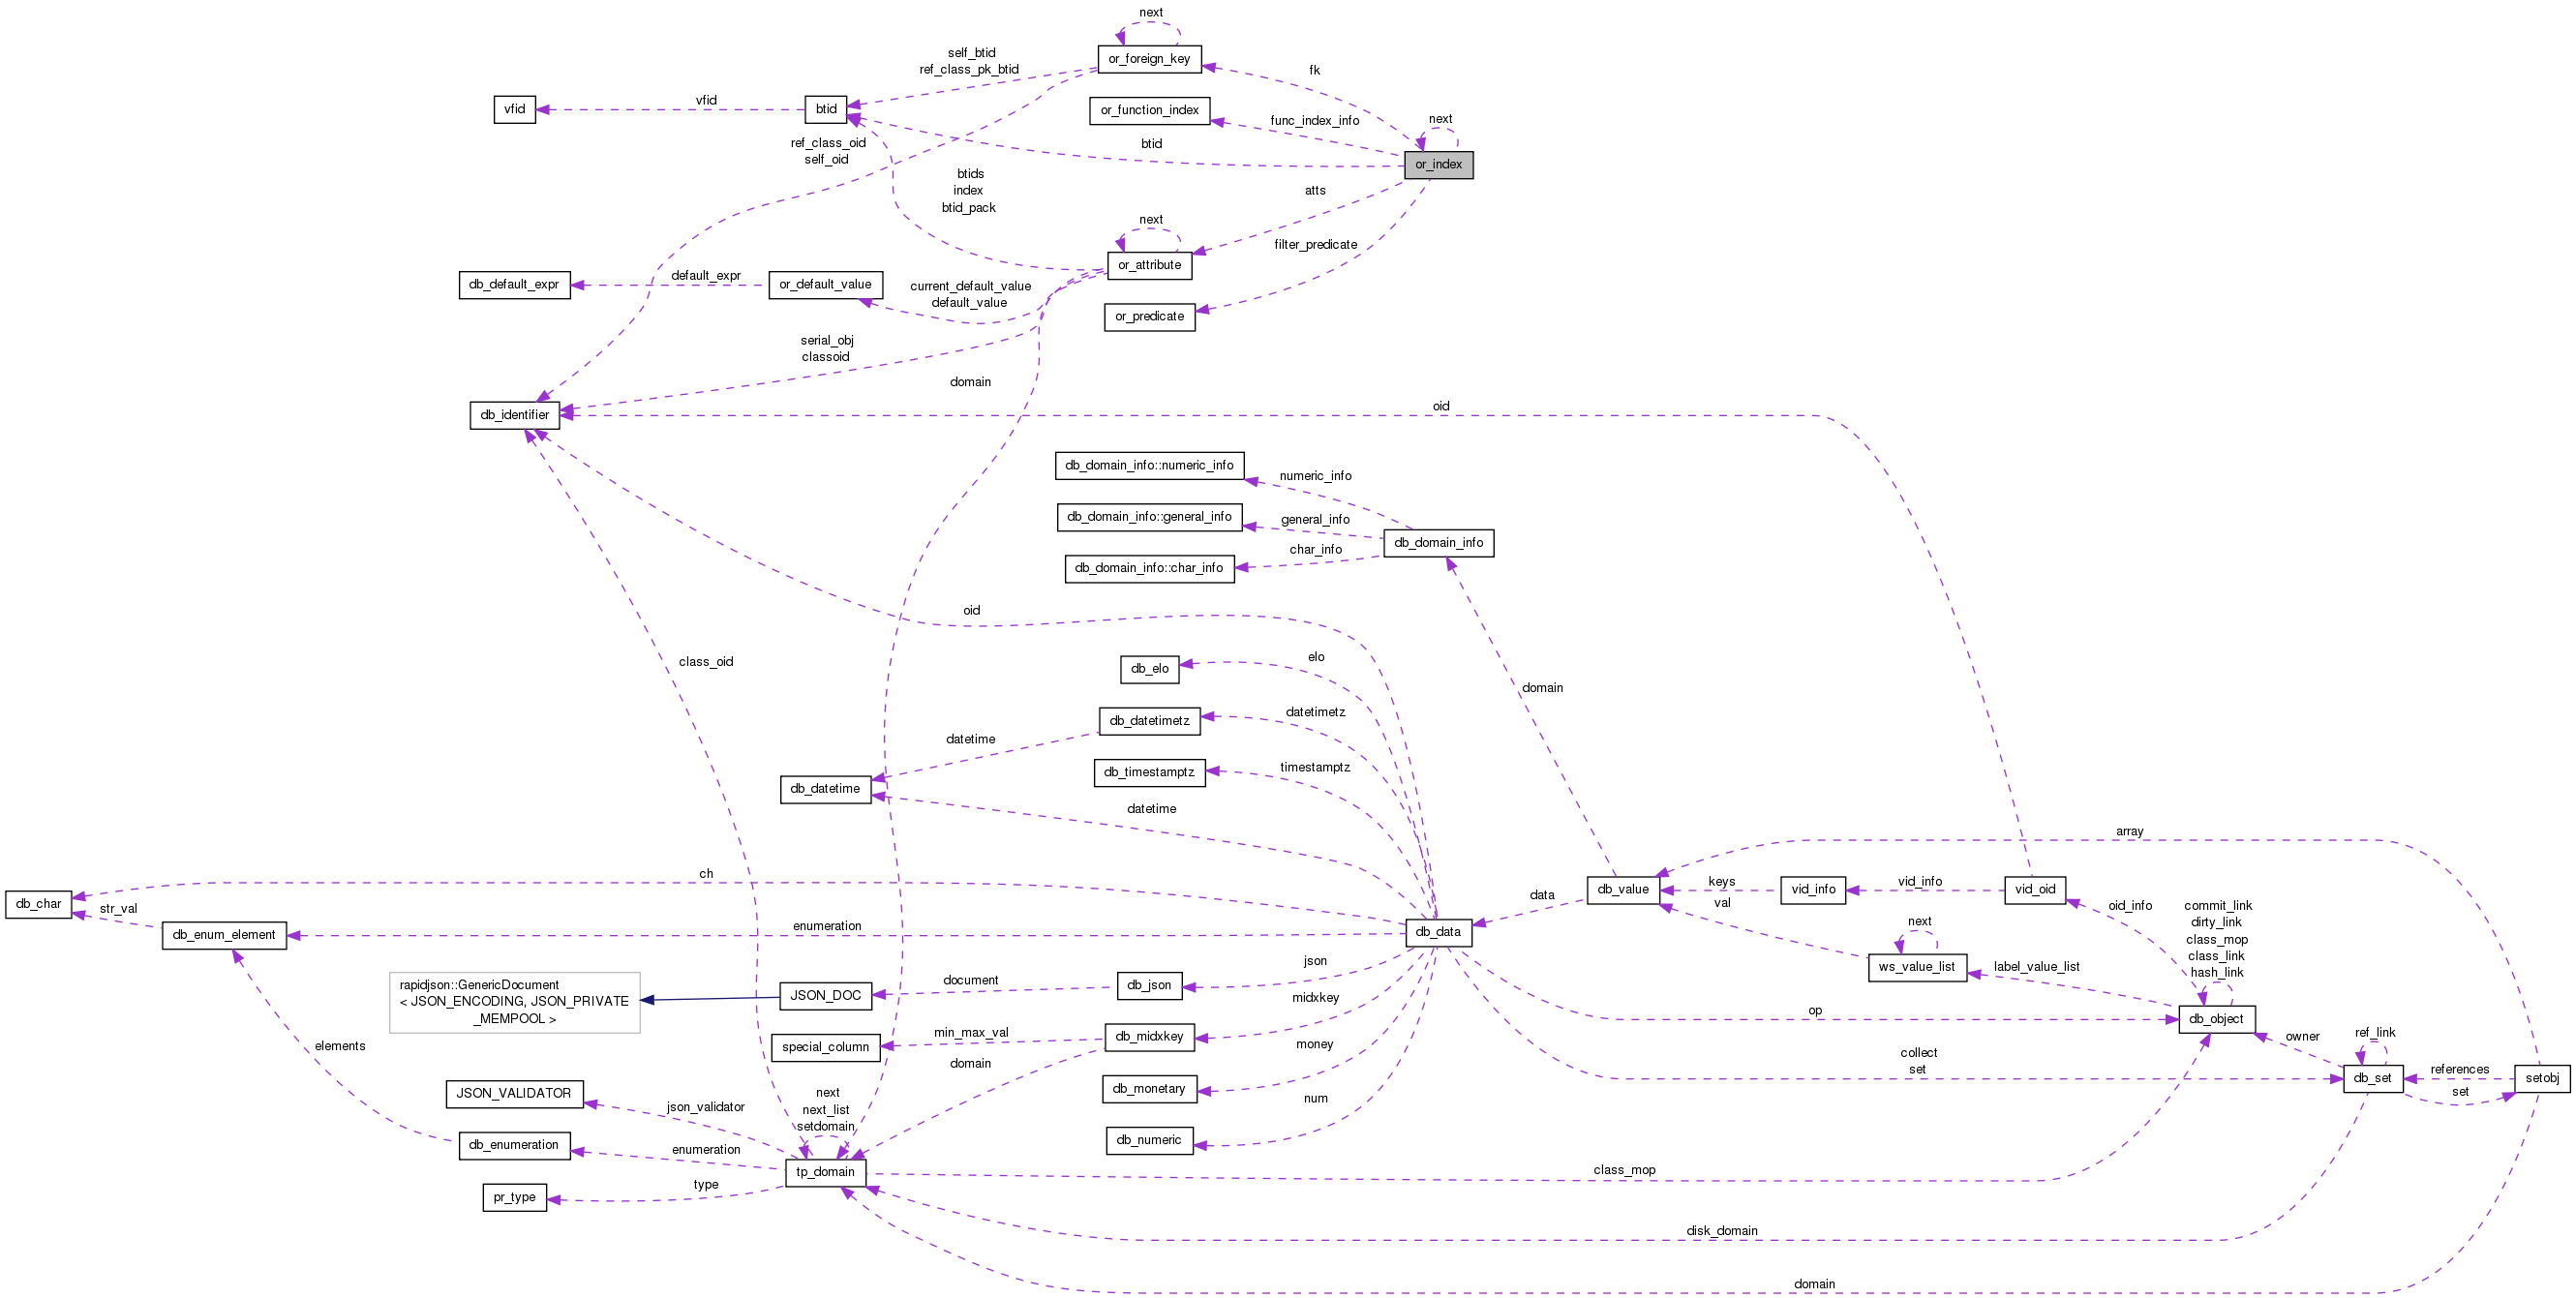 next
or_foreign_key
self_btid
ref_class_pk_btid
fk
vfid
vfid
btid
or_function_index
func_index_info
next
or_index
btid
ref_class_oid
self_oid
btids
index
btid_pack
atts
next
or_attribute
filter_predicate
db_default_expr
default_expr
or_default_value
current_default_value
default_value
or_predicate
serial_obj
classoid
domain
db_identifier
oid
db_domain_info::numeric_info
numeric_info
db_domain_info::general_info
general_info
db_domain_info
db_domain_info::char_info
char_info
oid
class_oid
db_elo
elo
domain
db_datetimetz
datetimetz
datetime
db_timestamptz
timestamptz
db_datetime
datetime
array
ch
db_char
str_val
db_enum_element
enumeration
db_data
data
db_value
keys
val
vid_info
vid_info
vid_oid
oid_info
next
ws_value_list
label_value_list
commit_link
dirty_link
class_mop
class_link
hash_link
db_object
rapidjson::GenericDocument
< JSON_ENCODING, JSON_PRIVATE
_MEMPOOL >
JSON_DOC
document
db_json
json
midxkey
op
special_column
min_max_val
db_midxkey
domain
money
elements
db_monetary
collect
set
owner
ref_link
db_set
references
set
setobj
JSON_VALIDATOR
json_validator
next
next_list
setdomain
num
db_numeric
db_enumeration
enumeration
tp_domain
class_mop
pr_type
type
disk_domain
domain